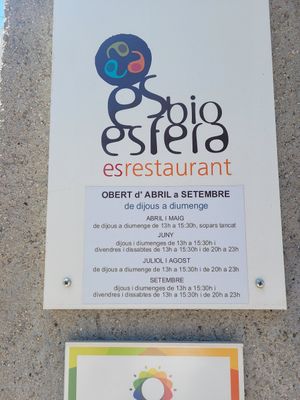 es bio
esfera
esrestaurant
OBERT d' ABRIL a SETEMBRE
de dijous a diumenge
ABRIL I MAIG
de dijous a diumenge de 13h a 15:30h, sopars tancat
JUNY
dijous i diumenges de 13h a 15:30h i
divendres i dissabtes de 13h a 15:30h i de 20h a 23h
JULIOL I AGOST
de dijous a diumenge de 13h a 15:30h i de 20h a 23h
SETEMBRE
dijous i diumenges de 13h a 15:30h i
divendres i dissabtes de 13h a 15:30h i de 20h a 23h